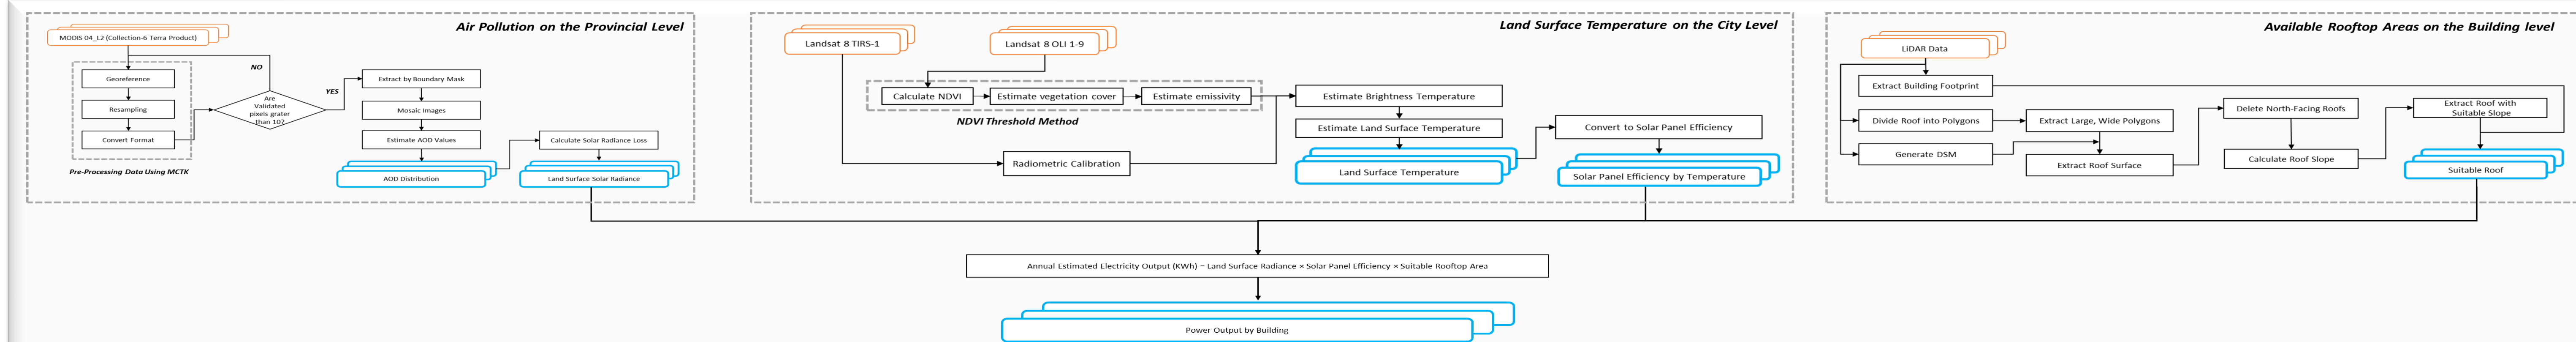 Air Pollution on the Provincial Level
MODIS 04_L2 (Collection-6 Terra Product)
NO
Georeference
Resampling
Convert Format
Pre-Processing Data Using MCTK
Are
Validated
pixels grater
than 10?
YES
Extract by Boundary Mask
Mosaic Images
Estimate AOD Values
AOD Distribution
Calculate Solar Radiance Loss
Land Surface Solar Radiance
Land Surface Temperature on the City Level
Landsat 8 TIRS-1
Landsat 8 OLI 1-9
Calculate NDVI
Estimate vegetation cover
Estimate emissivity
NDVI Threshold Method
Radiometric Calibration
Estimate Brightness Temperature
Estimate Land Surface Temperature
Land Surface Temperature
Convert to Solar Panel Efficiency
Solar Panel Efficiency by Temperature
Available Rooftop Areas on the Building level
LiDAR Data
Extract Building Footprint
Divide Roof into Polygons
Generate DSM
Extract Large, Wide Polygons
Extract Roof Surface
Delete North-Facing Roofs
Calculate Roof Slope
Extract Roof with
Suitable Slope
Suitable Roof
Annual Estimated Electricity Output (KWh) = Land Surface Radiance × Solar Panel Efficiency × Suitable Rooftop Area
Power Output by Building